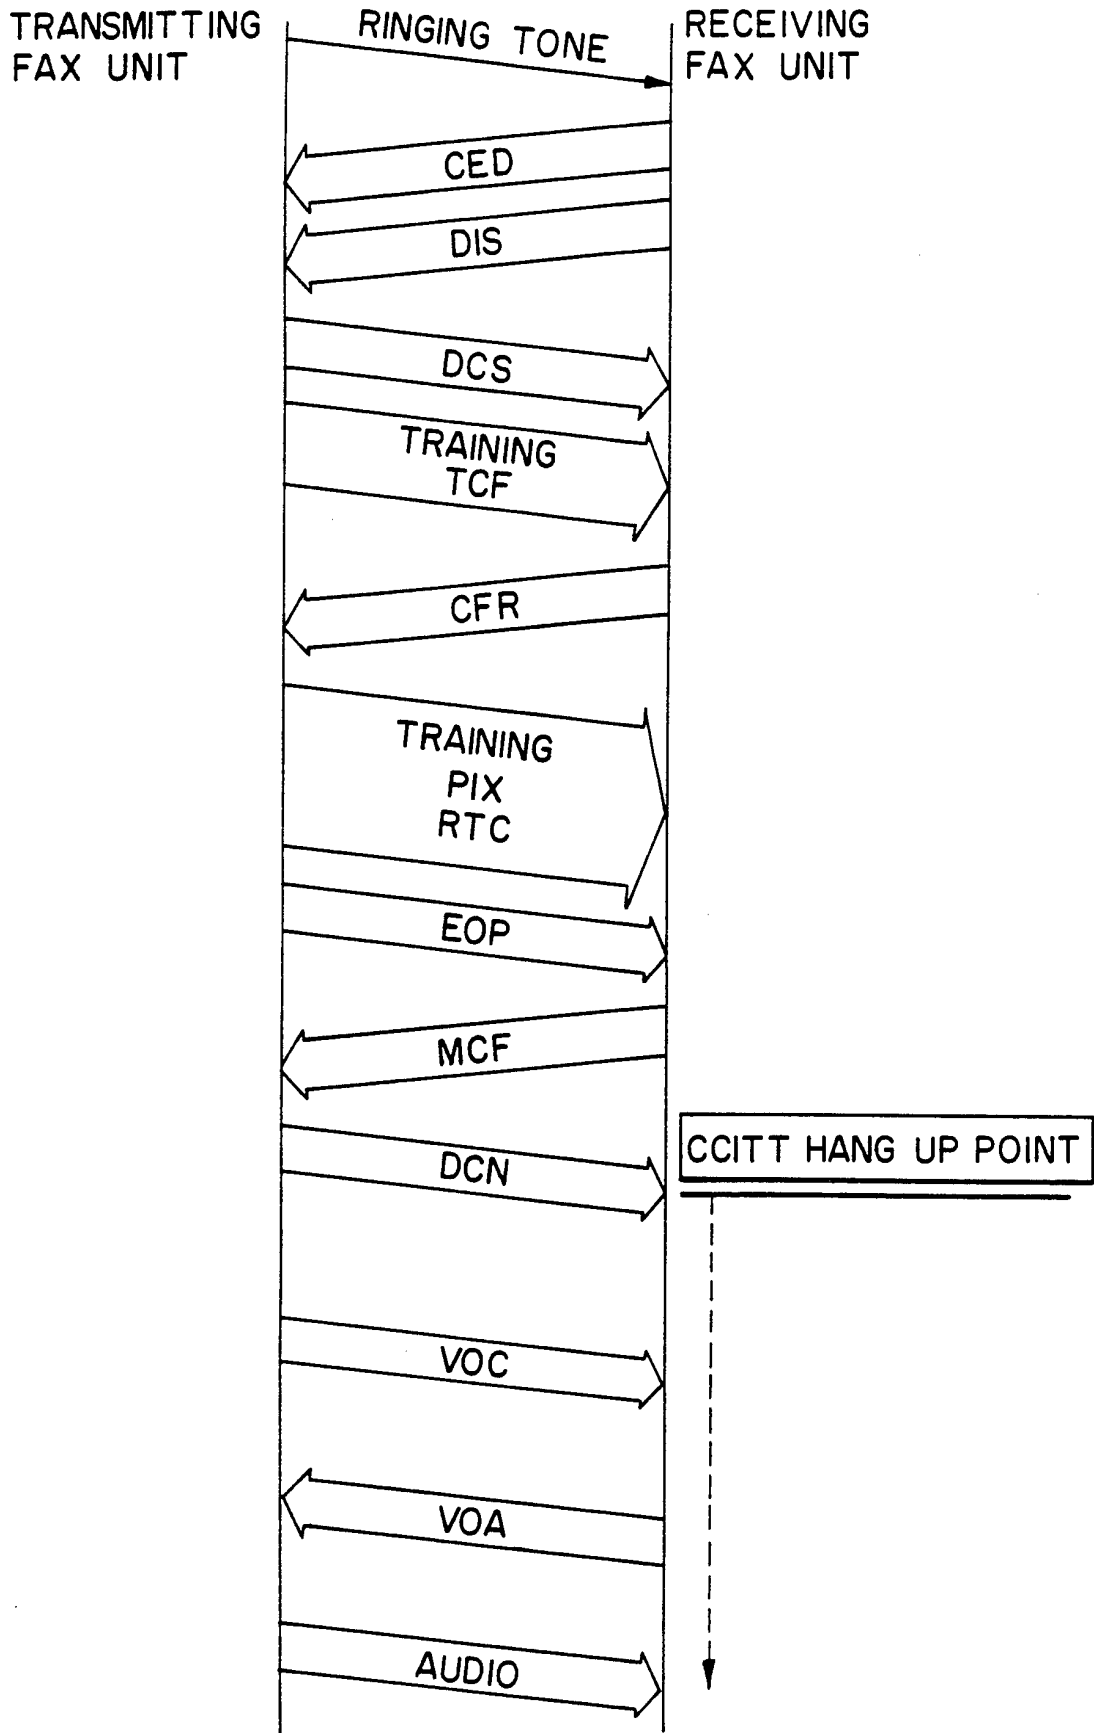 TRANSMITTING
FAX UNIT
RINGING TONE
RECEIVING
FAX UNIT
CED
DIS
DCS
TRAINING
TCF
CFR
TRAINING
PIX
RTC
EOP
MCF
DCN
CCITT HANG UP POINT
VOC
VOA
AUDIO